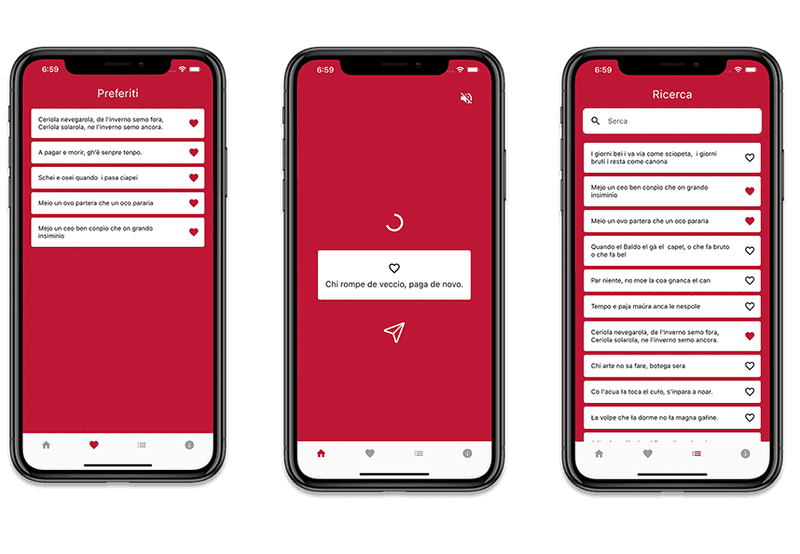 6:59
Preferiti
Ceriola nevegarola, de l'inverno semo fora,
Ceriola solarola, ne l'inverno semo ancora.
A pagar e morir, gh'è senpre tenpo.
Schei e osei quando i pasa ciapei
Meio un ovo partera che un oco pararia
Mejo un ceo ben conpio che on grando
insiminio
6:59
Chi rompe de veccio, paga de novo.
6:59
Ricerca
Serca
I giorni bei i va via come sciopeta, i giorni
bruti i resta come canona
Mejo un ceo ben conpio che on grando
insiminio
Meio un ovo partera che un oco pararia
Quando el Baldo el gà el capel, o che fa bruto
o che fa bel
Par niente, no moe la coa gnanca el can
Tempo e paja maùra anca le nespole
Ceriola nevegarola, de l'inverno semo fora,
Ceriola solarola, ne l'inverno semo ancora.
Chi arte no sa fare, botega sera
Co l'acua ła toca el cuło, s'inpara a noar.
Ła volpe che ła dorme no ła magna gałine.